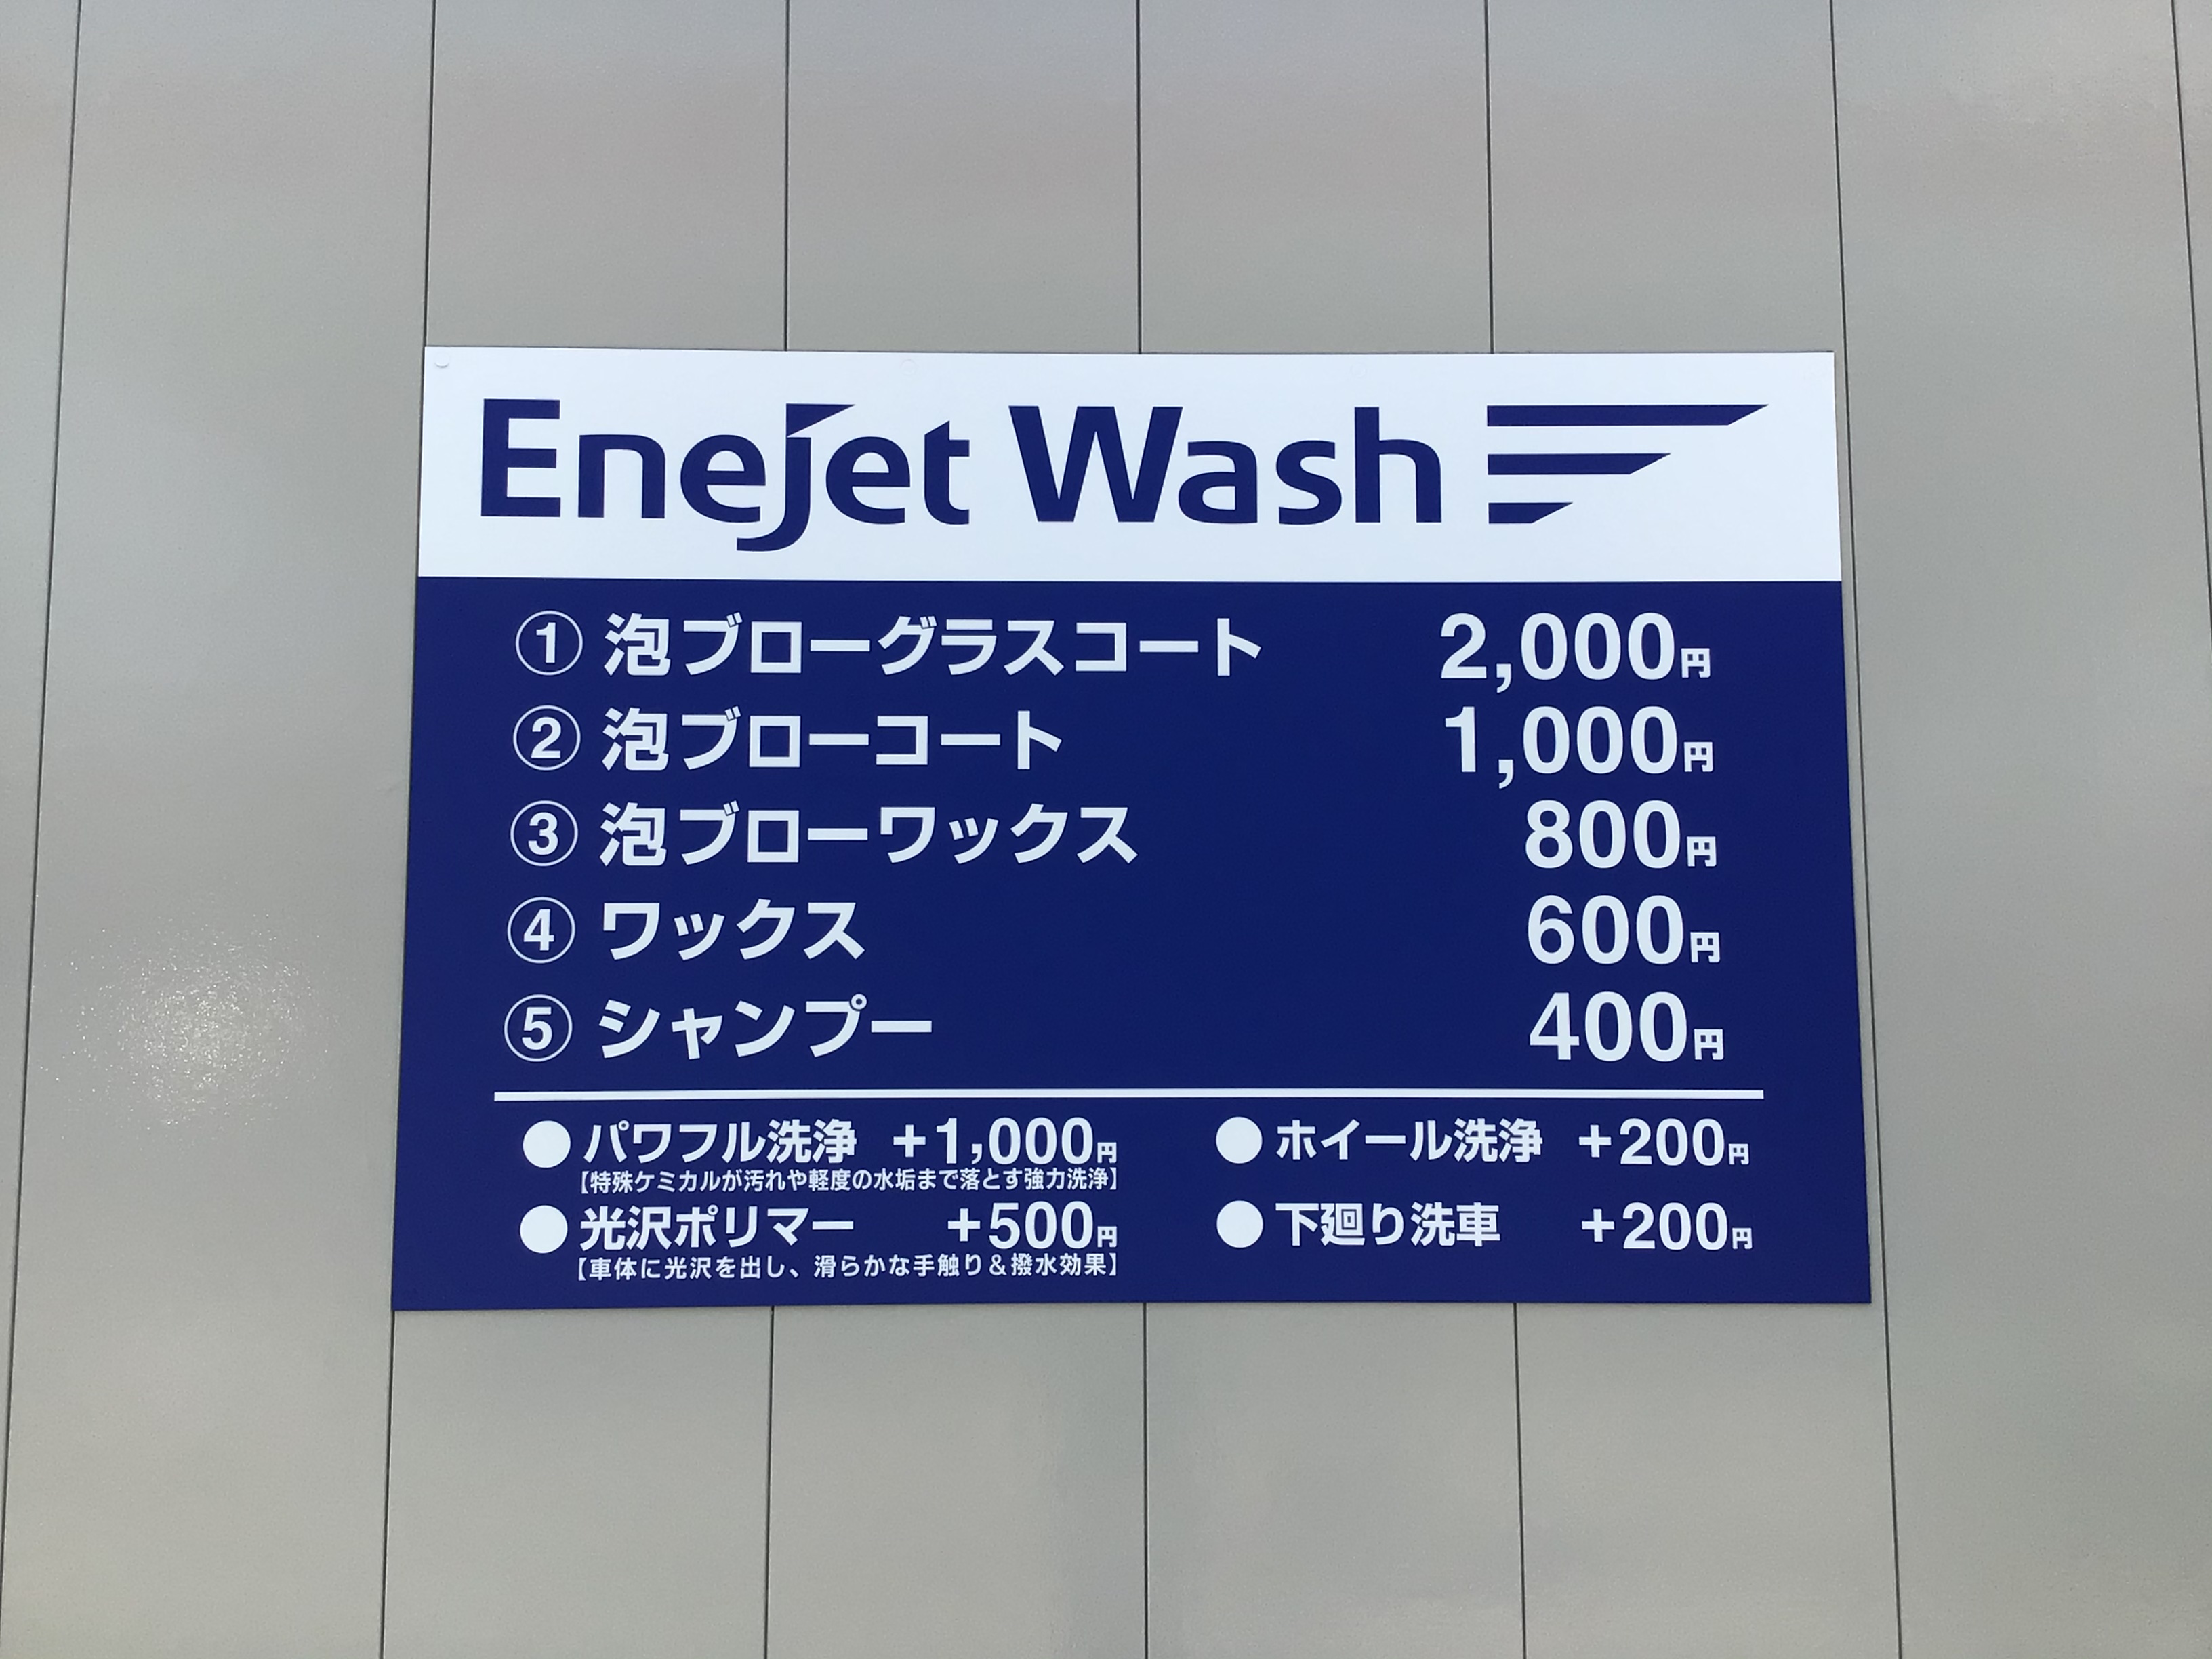 Enejet Wash
① 泡ブローグラスコート 2,000円
② 泡ブローコート 1,000円
③ 泡ブローワックス 800円
④ ワックス 600円
⑤ シャンプー 400円
●パワフル洗浄 +1,000円
【特殊ケミカルが汚れや軽度の水垢まで落とす強力洗浄】
●光沢ポリマー +500円
【車体に光沢を出し、滑らかな手触り&撥水効果】
●ホイール洗浄 +200円
●下廻り洗車 +200円